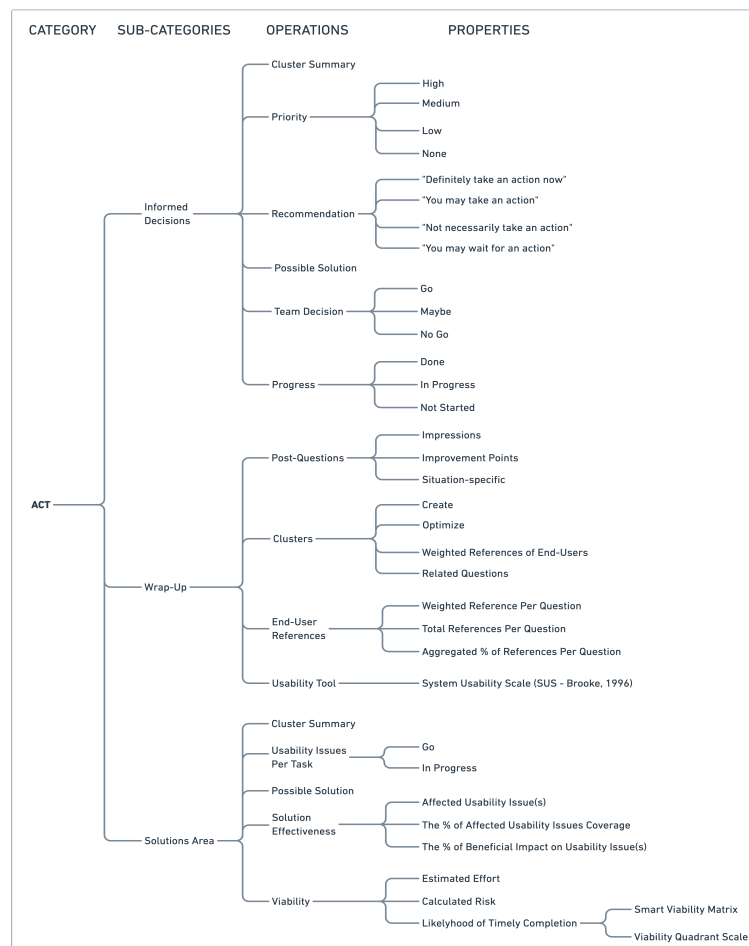 CATEGORY SUB-CATEGORIES OPERATIONS PROPERTIES
Cluster Summary
High
Medium
Priority
Low
None
"Definitely take an action now"
"You may take an action"
Informed
Decisions
Recommendation
"Not necessarily take an action"
"You may wait for an action"
Possible Solution
Go
Team Decision
Maybe
No Go
Done
Progress
In Progress
Not Started
Impressions
Post-Questions
Improvement Points
Situation-specific
ACT
Create
Optimize
Clusters
Weighted References of End-Users
Related Questions
Wrap-Up
Weighted Reference Per Question
End-User
References
Total References Per Question
Aggregated % of References Per Question
Usability Tool
System Usability Scale (SUS - Brooke, 1996)
Cluster Summary
Usability Issues
Per Task
Go
In Progress
Possible Solution
Affected Usability Issue(s)
Solution
Effectiveness
The % of Affected Usability Issues Coverage
Solutions Area
The % of Beneficial Impact on Usability Issue(s)
Estimated Effort
Viability
Calculated Risk
Likelyhood of Timely Completion
Smart Viability Matrix
Viability Quadrant Scale